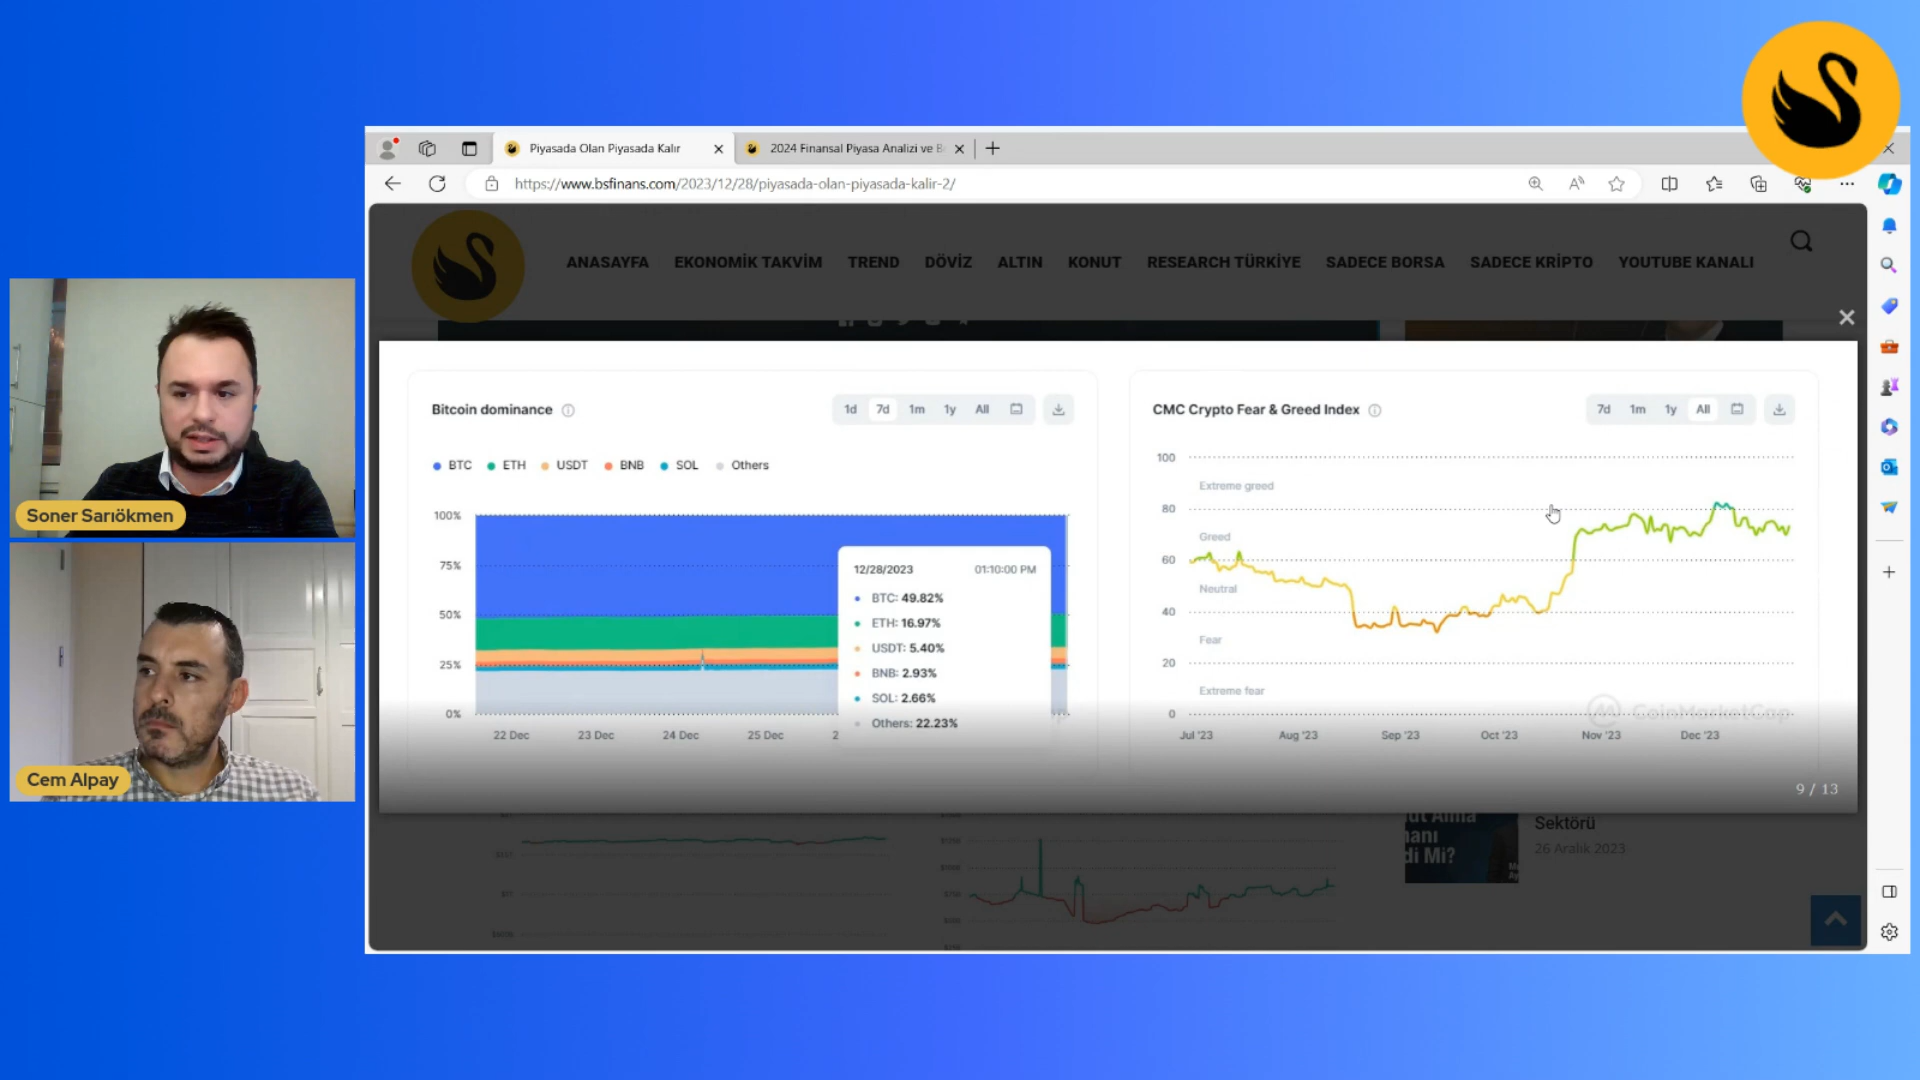 Piyasada Olan Piyasada Kalır
2024 Finansal Piyasa Analizi ve B
https://www.bsfinans.com/2023/12/28/piyasada-olan-piyasada-kalir-2/
ANASAYFA EKONOMİK TAKVİM TREND DÖVİZ ALTIN KONUT RESEARCH TÜRKİYE SADECE BORSA SADECE KRİPTO YOUTUBE KANALI
Bitcoin dominance
1d 7d 1m 1y All
BTC ETH USDT BNB SOL Others
100%
75%
50%
25%
0%
22 Dec 23 Dec 24 Dec 25 Dec 2
12/28/2023 01:10:00 PM
BTC: 49.82%
ETH: 16.97%
USDT: 5.40%
BNB: 2.93%
SOL: 2.66%
Others: 22.23%
CMC Crypto Fear & Greed Index
7d 1m 1y All
100
Extreme greed
80
Greed
60
Neutral
40
Fear
20
Extreme fear
0
CoinMarketCap
Jul '23 Aug '23 Sep '23 Oct '23 Nov '23 Dec '23
9 / 13
Sektörü
26 Aralık 2023
di Mi?
Soner Sarıökmen
Cem Alpay